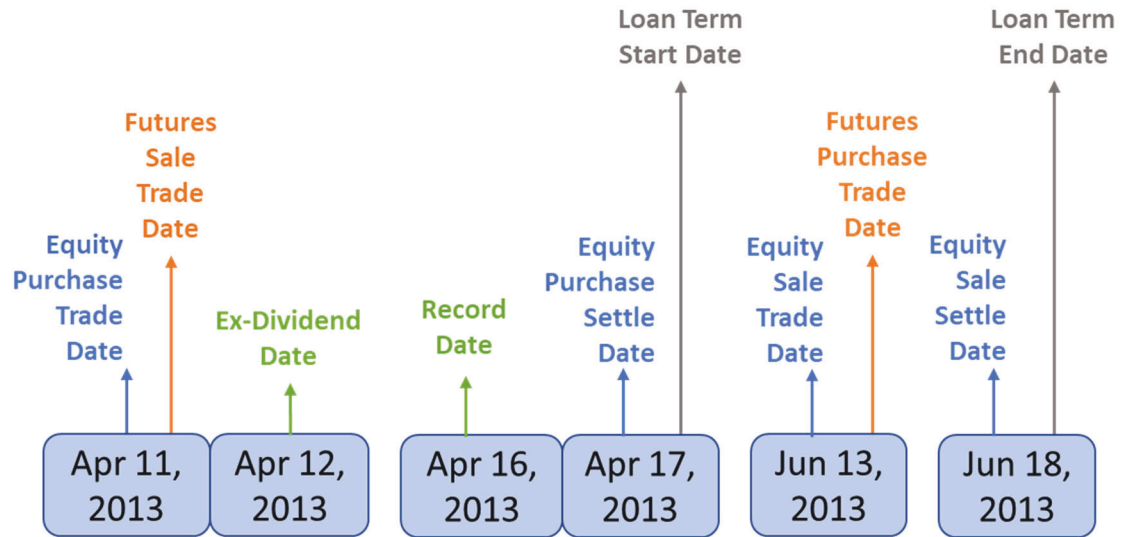 Loan Term
Start Date
Loan Term
End Date
Futures
Sale
Trade
Date
Futures
Purchase
Trade
Date
Equity
Purchase
Trade
Date
Ex-Dividend
Date
Record
Date
Equity
Purchase
Settle
Date
Equity
Sale
Trade
Date
Equity
Sale
Settle
Date
Apr 11,
2013
Apr 12,
2013
Apr 16,
2013
Apr 17,
2013
Jun 13,
2013
Jun 18,
2013